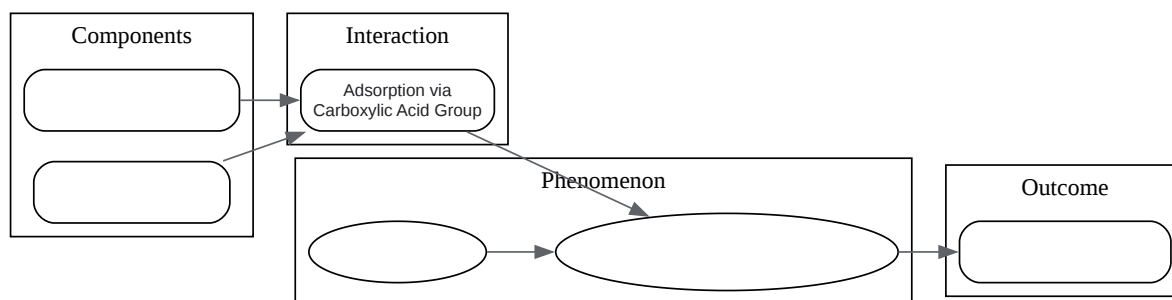 Components
Interaction
Adsorption via
Carboxylic Acid Group
Phenomenon
Outcome